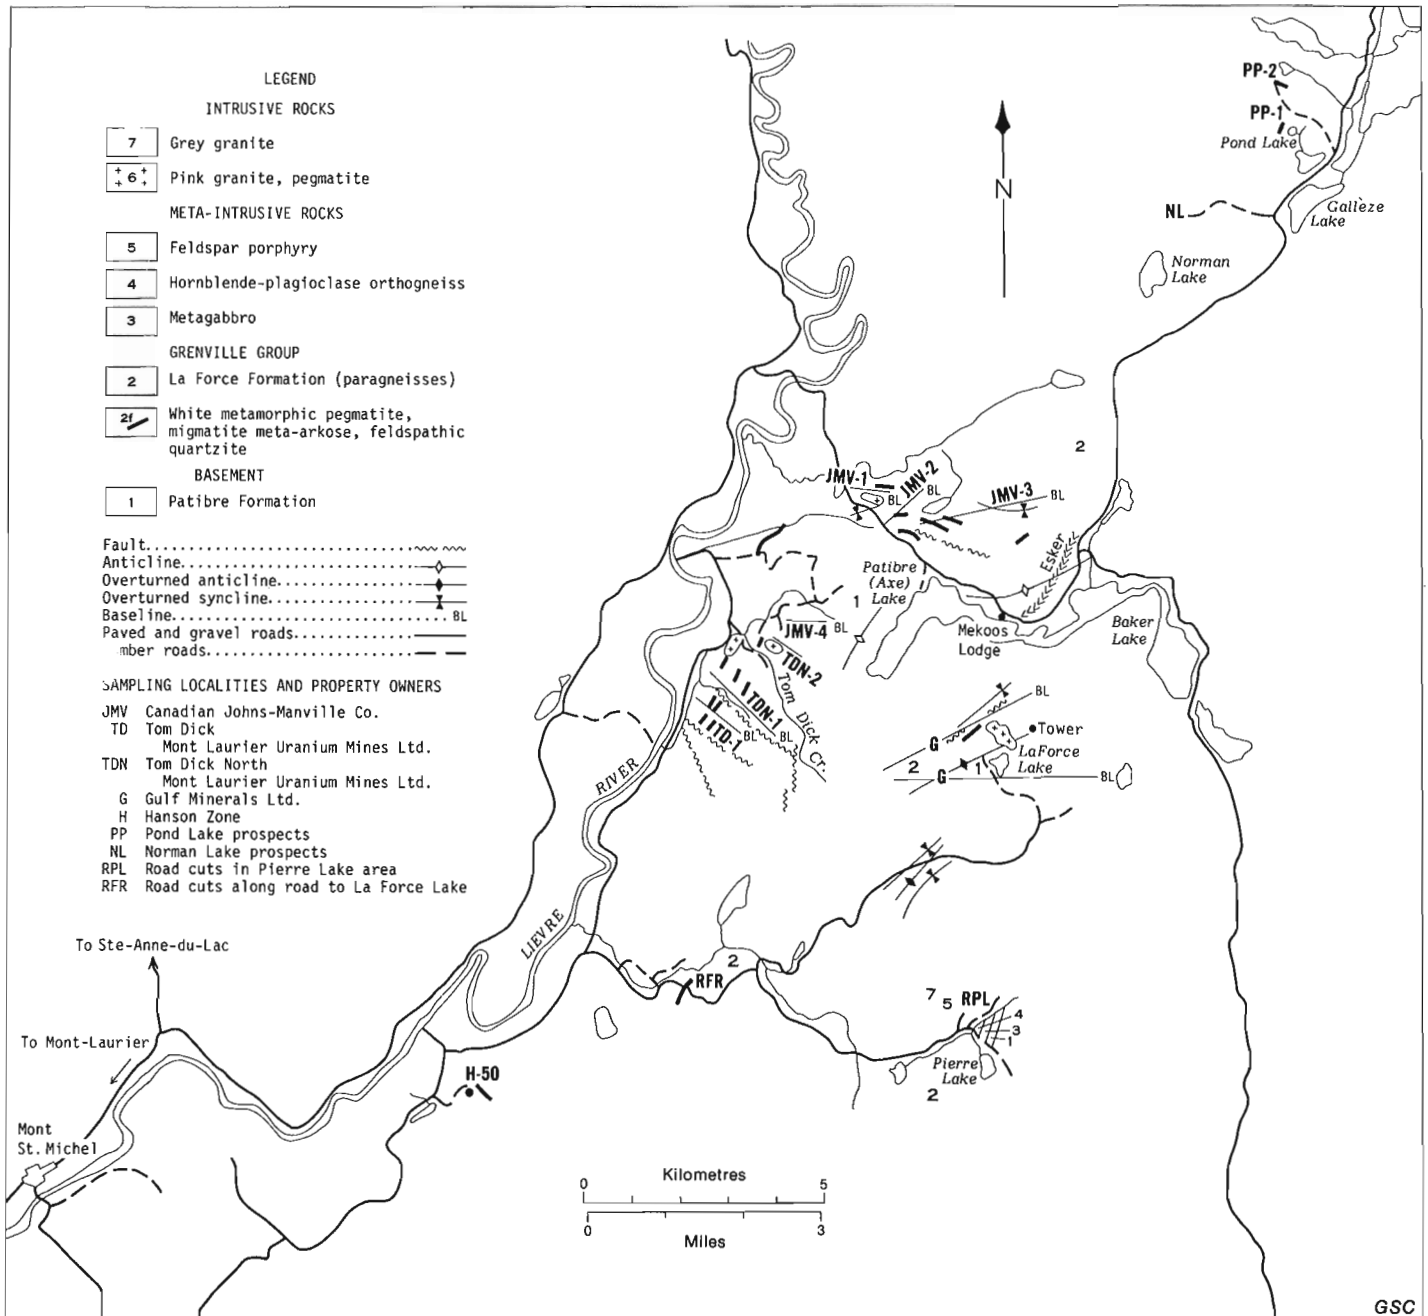 LEGEND
INTRUSIVE ROCKS
7 Grey granite
6 Pink granite, pegmatite
META-INTRUSIVE ROCKS
5 Feldspar porphyry
4 Hornblende-plagioclase orthogneiss
3 Metagabbro
GRENVILLE GROUP
2 La Force Formation (paragneisses)
2f White metamorphic pegmatite,
migmatite meta-arkose, feldspathic
quartzite
BASEMENT
1 Patibre Formation
Fault
Anticline
Overturned anticline
Overturned syncline
Baseline BL
Paved and gravel roads
mber roads
SAMPLING LOCALITIES AND PROPERTY OWNERS
JMV Canadian Johns-Manville Co.
TD Tom Dick
Mont Laurier Uranium Mines Ltd.
TDN Tom Dick North
Mont Laurier Uranium Mines Ltd.
G Gulf Minerals Ltd.
H Hanson Zone
PP Pond Lake prospects
NL Norman Lake prospects
RPL Road cuts in Pierre Lake area
RFR Road cuts along road to La Force Lake
PP-2
PP-1
Pond Lake
N
NL
Gallèze
Lake
Norman
Lake
2
JMV-1
BL
JMV-2
BL
JMV-3
BL
Esker
Patibre
(Axe)
Lake
1
Mekoos
Lodge
Baker
Lake
JMV-4
BL
TDN-2
Tom Dick Cr.
TDN-1
BL
TD-1
BL
BL
G
Tower
LaForce
Lake
2
G
1
BL
RIVER
LIEVRE
2
RFR
7
5
RPL
4
3
1
Pierre
Lake
2
To Ste-Anne-du-Lac
To Mont-Laurier
H-50
Mont
St. Michel
Kilometres
0 5
0 3
Miles
GSC